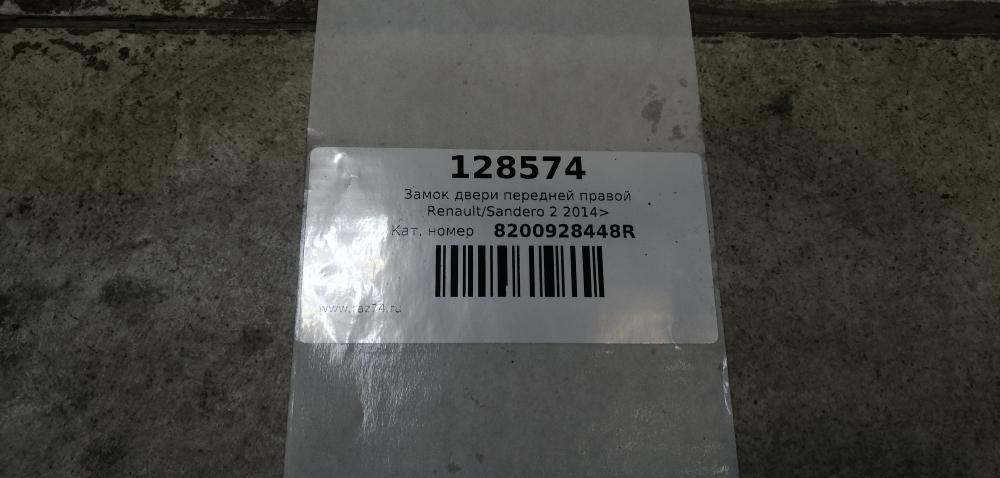 128574
Замок двери передней правой
Renault/Sandero 2 2014>
Кат. номер 8200928448R
www.raz74.ru